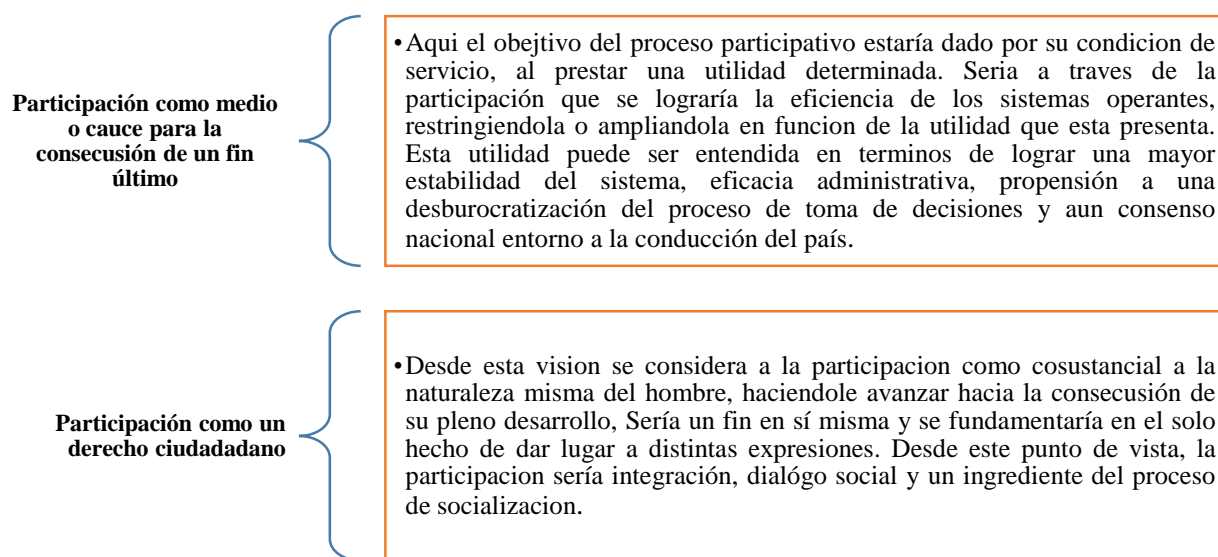 Participación como medio
o cauce para la
consecusión de un fin
último
•Aqui el obejtivo del proceso participativo estaría dado por su condicion de
servicio, al prestar una utilidad determinada. Seria a traves de la
participación que se lograría la eficiencia de los sistemas operantes,
restringiendola o ampliandola en funcion de la utilidad que esta presenta.
Esta utilidad puede ser entendida en terminos de lograr una mayor
estabilidad del sistema, eficacia administrativa, propensión a una
desburocratización del proceso de toma de decisiones y aun consenso
nacional entorno a la conducción del país.
Participación como un
derecho ciudadadano
•Desde esta vision se considera a la participacion como cosustancial a la
naturaleza misma del hombre, haciendole avanzar hacia la consecusión de
su pleno desarrollo, Sería un fin en sí misma y se fundamentaría en el solo
hecho de dar lugar a distintas expresiones. Desde este punto de vista, la
participacion sería integración, dialógo social y un ingrediente del proceso
de socializacion.